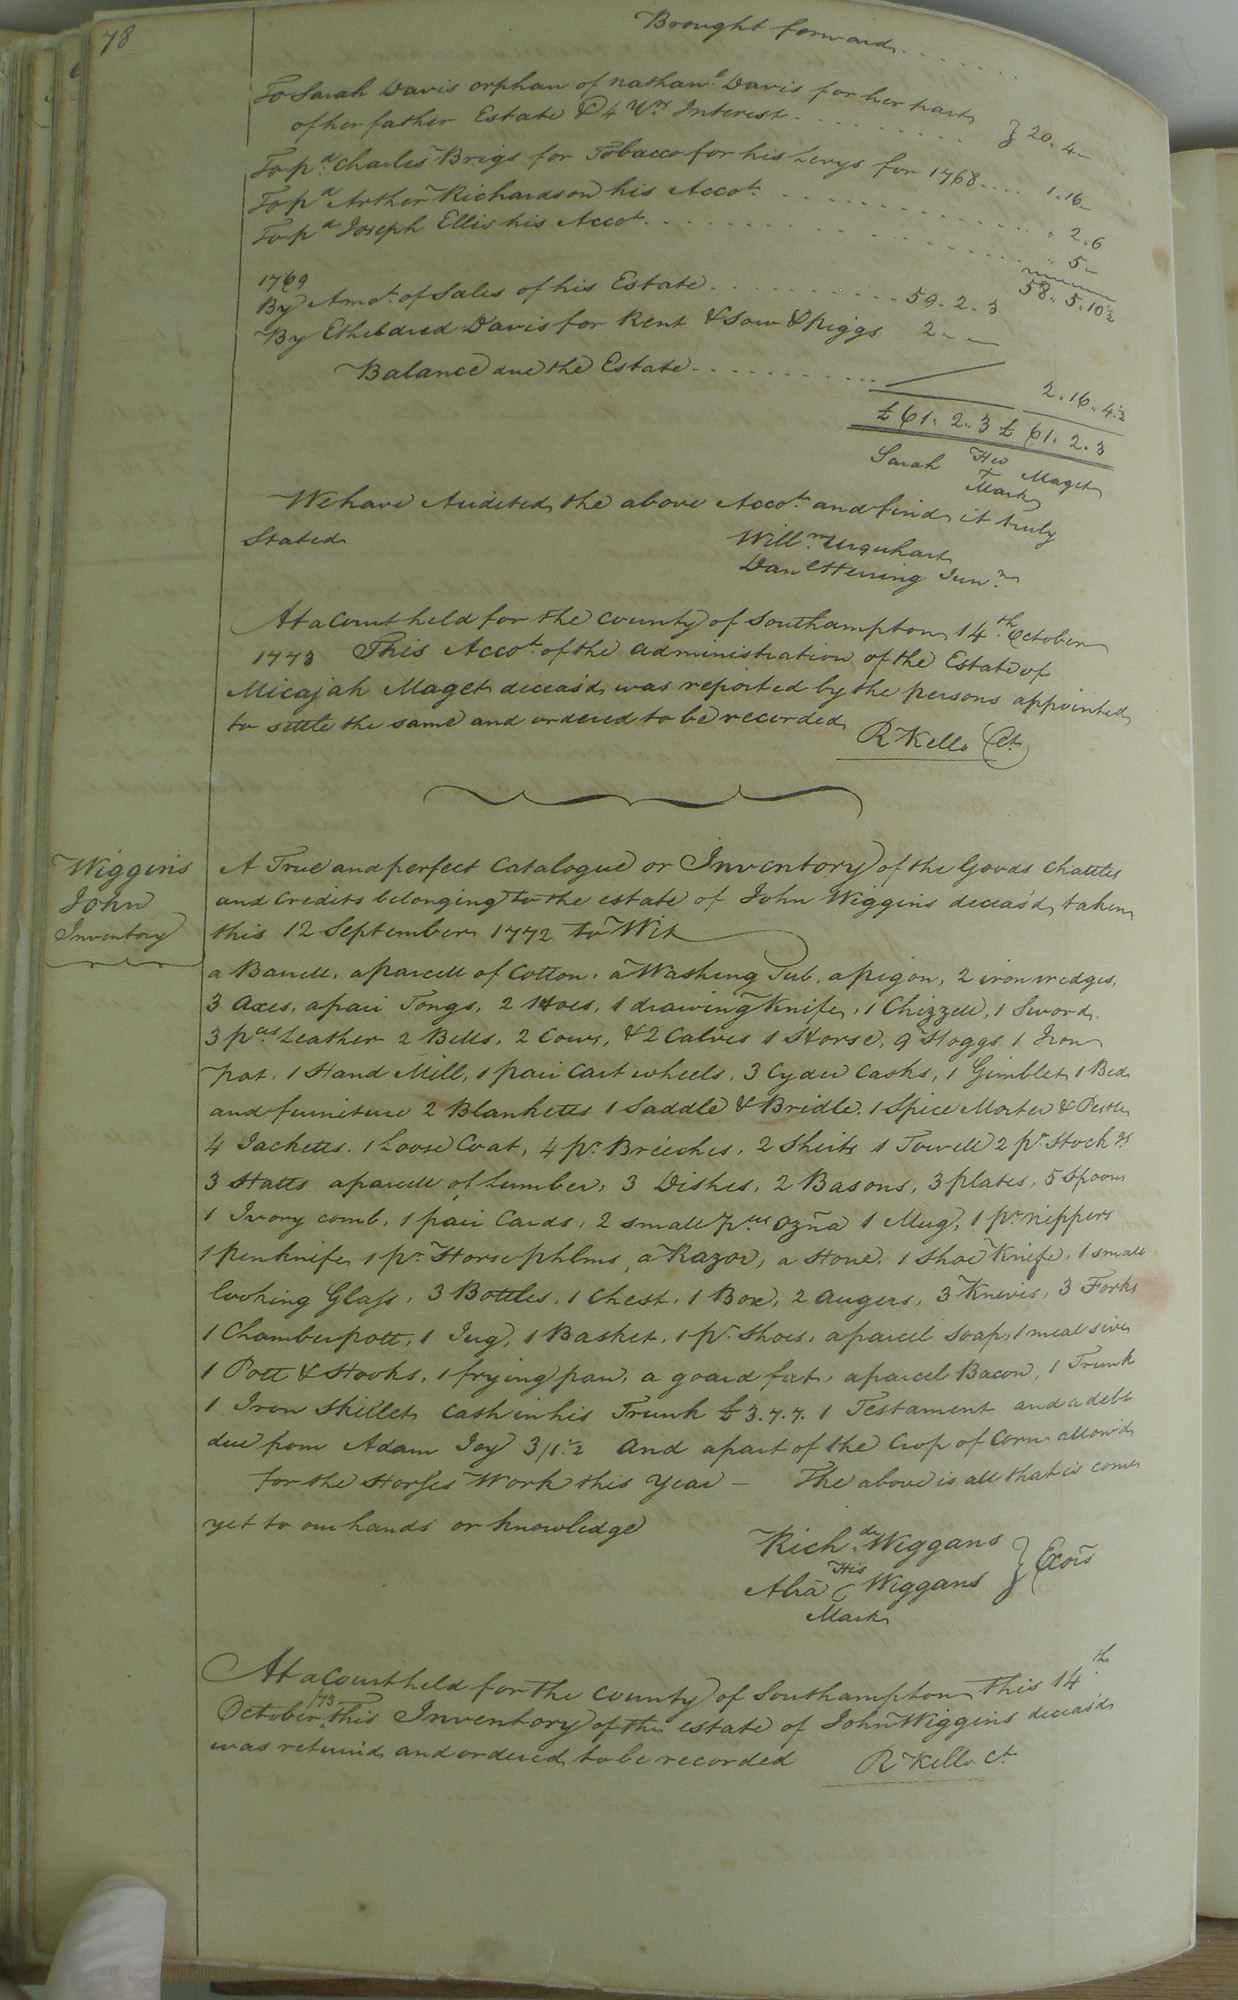 78
Brought forward
To Sarah Davis orphan of Nathanl Davis for her part
of her father Estate & 4 Yrs Interest } 20. 4 -
To pd Charles Brigs for Tobacco for his Levys for 1768 1. 16 -
To pd Arther Richardson his Accot " 2. 6
To pd Joseph Ellis his Accot " 5 -
58. 5. 10½
1769
By Amot of Sales of his Estate 59. 2. 3
By Etheldred Davis for Rent & Sow & piggs 2 - -
Balance due the Estate 2. 16. 4½
£ 61. 2. 3 £ 61. 2. 3
Sarah Her + Mark Maget
We have Audited the above Accot and find it truly
Stated
Willm Urquhart
Danl Herring Junr
At a Court held for the County of Southampton 14th October
1773 This Accot of the administration of the Estate of
Micajah Maget deceas'd was reported by the persons appointed
to settle the same and ordered to be recorded
R Kello Ct
Wiggins
John
Inventory
A True and perfect Catalogue or Inventory of the Goods Chattles
and Credits belonging to the estate of John Wiggins deceas'd taken
this 12 September 1772 to Wit
a Barrell, a parcell of Cotton, a Washing Tub, a pigon, 2 iron wedges,
3 Axes, a pair Tongs, 2 Hoes, 1 drawing Knife, 1 Chizzell, 1 Sword.
3 pces Leather 2 Bells, 2 Cows, & 2 Calves 1 Horse, 9 Hoggs 1 Iron
pot, 1 Hand Mill, 1 pair Cart wheels, 3 Cyder Casks, 1 Gimblet 1 Bed
and furniture 2 Blanketts 1 Saddle & Bridle, 1 Spice Morter & Pestle
4 Jacketts, 1 Loose Coat, 4 pr Breeches, 2 Shirts 1 Towell 2 pr Stockgs
3 Hatts a parcell of Lumber, 3 Dishes, 2 Basons, 3 plates, 5 Spoons
1 Ivory comb, 1 pair Cards, 2 small pces Ozña 1 Mug, 1 pr nippers
1 penknife 1 pr Horse phlms, a Razor, a Hone, 1 Shoe Knife, 1 small
looking Glass, 3 Bottles, 1 Chest, 1 Box, 2 Augers, 3 Knivis, 3 Forks
1 Chamberpott, 1 Jug, 1 Basket, 1 pr Shoes, a parcel Soap, 1 meal sive
1 Pott & Hooks, 1 frying pan, a goard fat, a parcel Bacon, 1 Trunk
1 Iron Skillet Cash in his Trunk £ 3. 7. 7. 1 Testament and a debt
due from Adam Joy 3/1½ And a part of the Crop of Corn allow'd
for the Horses Work this Year - The above is all that is come
yet to our hands or knowledge
Richd Wiggans
Abra His C Mark Wiggans } Exors
At a Court held for the County of Southampton this 14th
October 73 this Inventory of the estate of John Wiggins deceas'd
was return'd and ordered to be recorded R Kello Ct